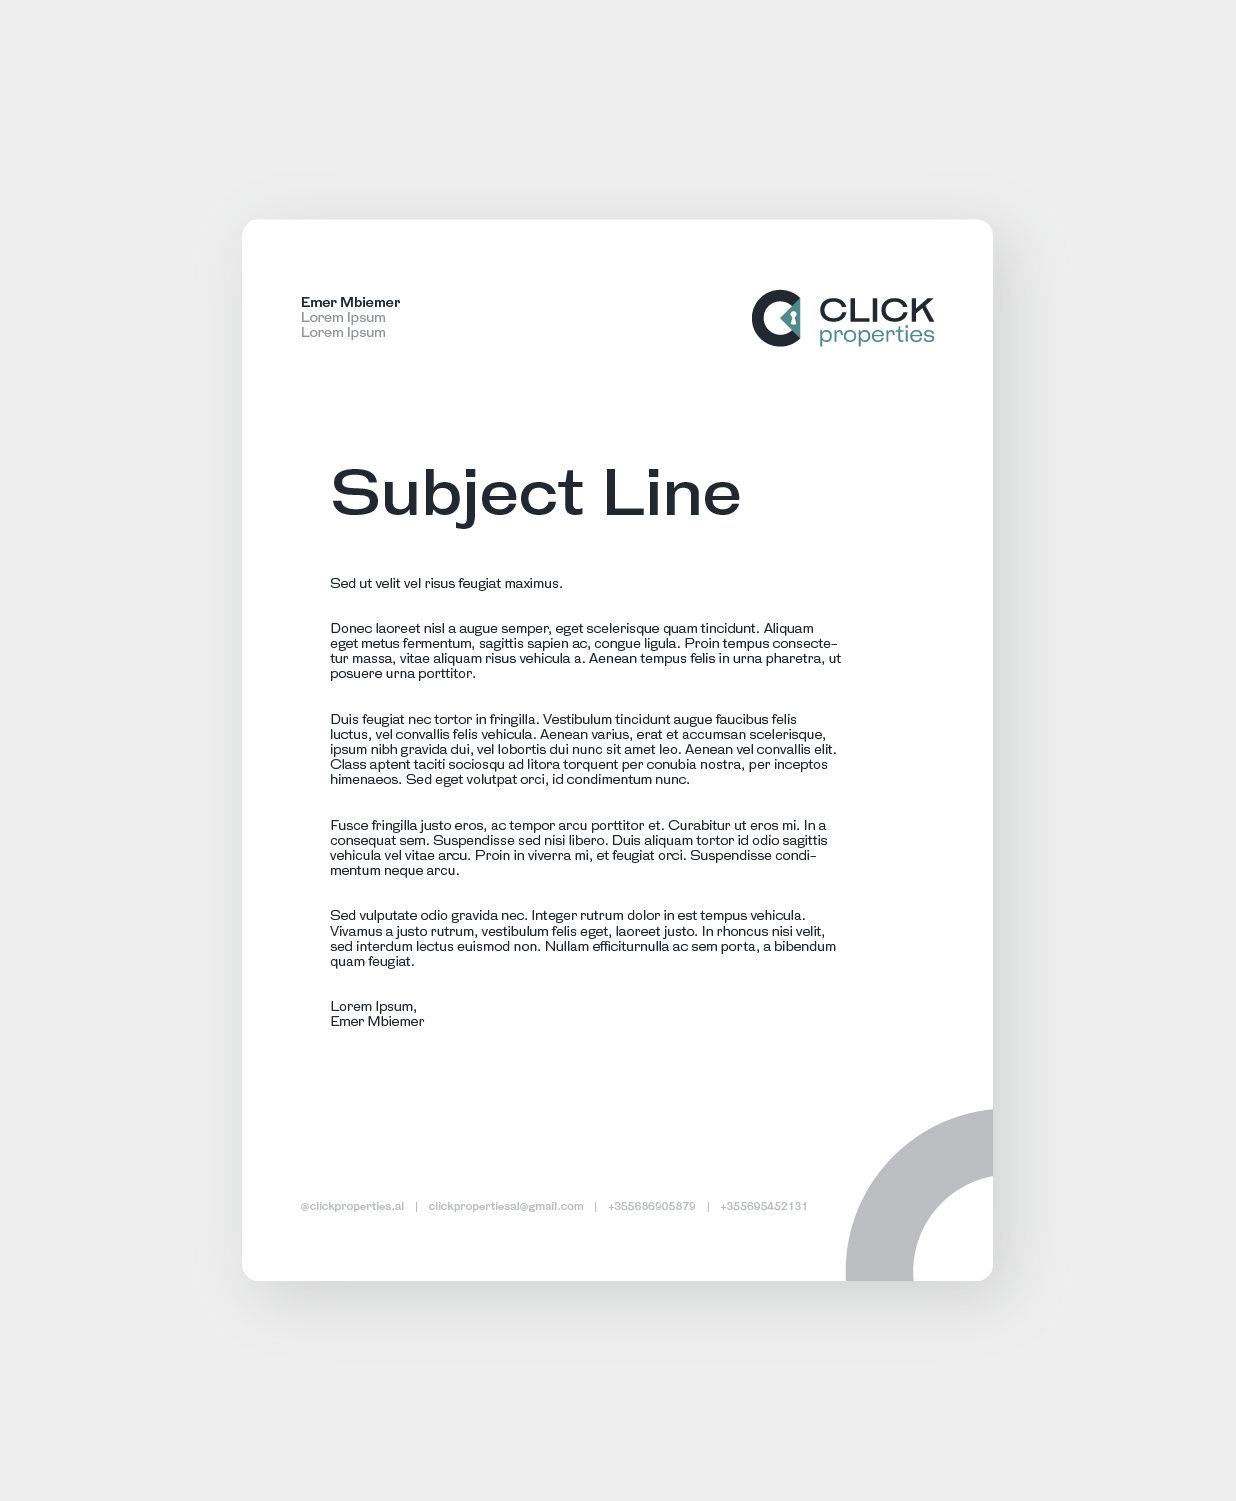 Emer Mbiemer
Lorem Ipsum
Lorem Ipsum
CLICK
properties
Subject Line
Sed ut velit vel risus feugiat maximus.
Donec laoreet nisl a augue semper, eget scelerisque quam tincidunt. Aliquam
eget metus fermentum, sagittis sapien ac, congue ligula. Proin tempus consecte-
tur massa, vitae aliquam risus vehicula a. Aenean tempus felis in urna pharetra, ut
posuere urna porttitor.
Duis feugiat nec tortor in fringilla. Vestibulum tincidunt augue faucibus felis
luctus, vel convallis felis vehicula. Aenean varius, erat et accumsan scelerisque,
ipsum nibh gravida dui, vel lobortis dui nunc sit amet leo. Aenean vel convallis elit.
Class aptent taciti sociosqu ad litora torquent per conubia nostra, per inceptos
himenaeos. Sed eget volutpat orci, id condimentum nunc.
Fusce fringilla justo eros, ac tempor arcu porttitor et. Curabitur ut eros mi. In a
consequat sem. Suspendisse sed nisi libero. Duis aliquam tortor id odio sagittis
vehicula vel vitae arcu. Proin in viverra mi, et feugiat orci. Suspendisse condi-
mentum neque arcu.
Sed vulputate odio gravida nec. Integer rutrum dolor in est tempus vehicula.
Vivamus a justo rutrum, vestibulum felis eget, laoreet justo. In rhoncus nisi velit,
sed interdum lectus euismod non. Nullam efficiturnulla ac sem porta, a bibendum
quam feugiat.
Lorem Ipsum,
Emer Mbiemer
@clickproperties.al | clickpropertiesal@gmail.com | +355686905879 | +355695452131